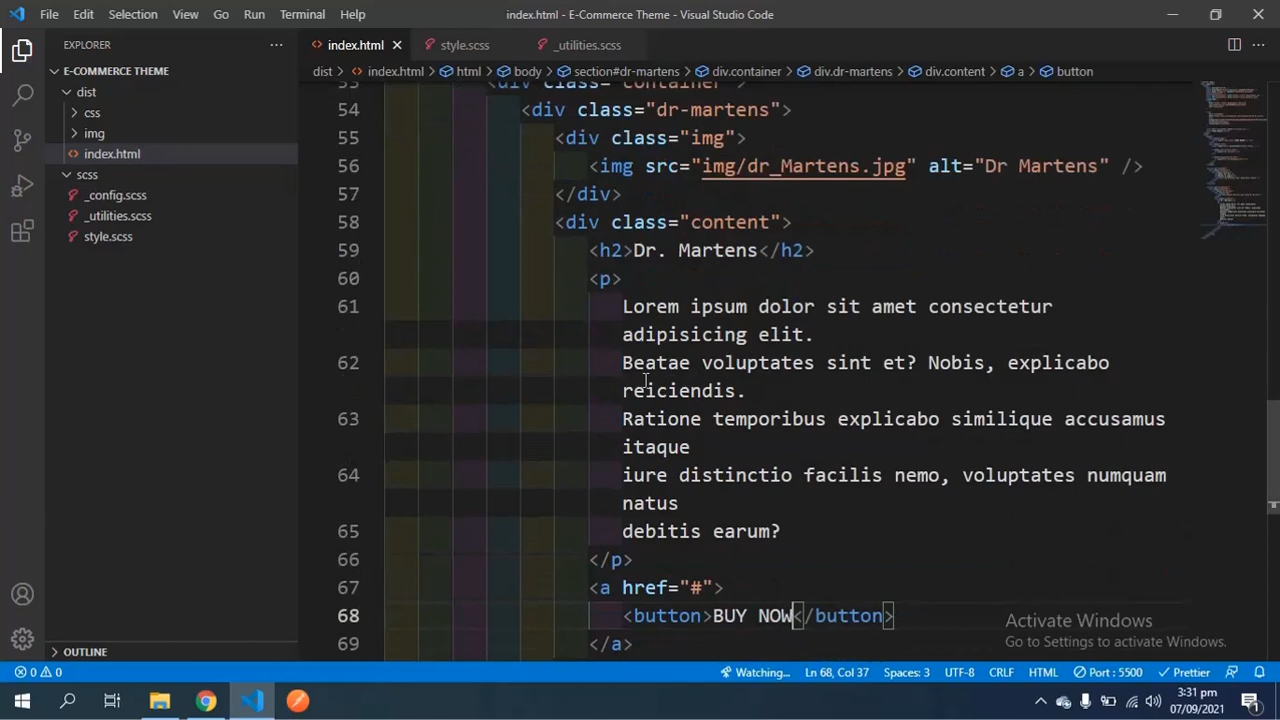 File Edit Selection View Go Run Terminal Help
index.html - E-Commerce Theme - Visual Studio Code
EXPLORER
index.html
style.scss
_utilities.scss
E-COMMERCE THEME
dist > index.html > html > body > section#dr-martens > div.container > div.dr-martens > div.content > a > button
dist
css
img
index.html
scss
_config.scss
_utilities.scss
style.scss
OUTLINE
53 <div class="container">
54 <div class="dr-martens">
55 <div class="img">
56 <img src="img/dr_Martens.jpg" alt="Dr Martens" />
57 </div>
58 <div class="content">
59 <h2>Dr. Martens</h2>
60 <p>
61 Lorem ipsum dolor sit amet consectetur
adipisicing elit.
62 Beatae voluptates sint et? Nobis, explicabo
reiciendis.
63 Ratione temporibus explicabo similique accusamus
itaque
64 iure distinctio facilis nemo, voluptates numquam
natus
65 debitis earum?
66 </p>
67 <a href="#">
68 <button>BUY NOW</button>
69 </a>
Activate Windows
Go to Settings to activate Windows.
0 0 Watching... Ln 68, Col 37 Spaces: 3 UTF-8 CRLF HTML Port : 5500 Prettier
3:31 pm
07/09/2021
1